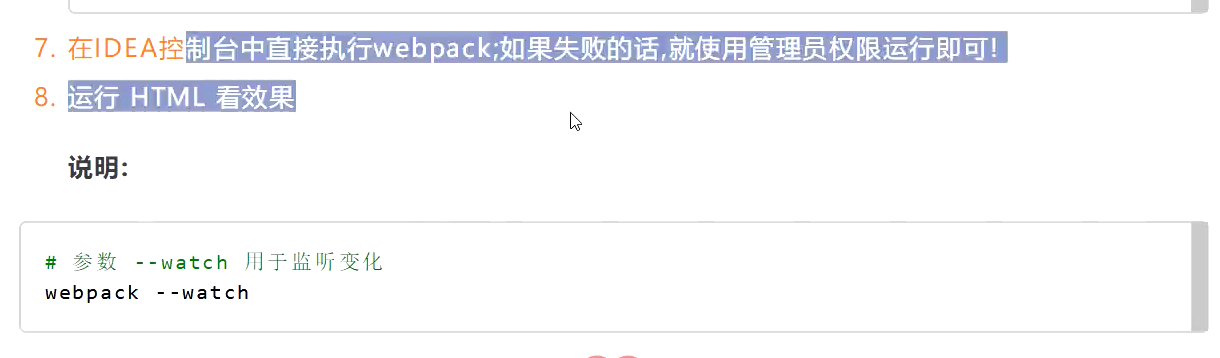 7. 在IDEA控制台中直接执行webpack;如果失败的话,就使用管理员权限运行即可!
8. 运行 HTML 看效果
说明:
# 参数 --watch 用于监听变化
webpack --watch